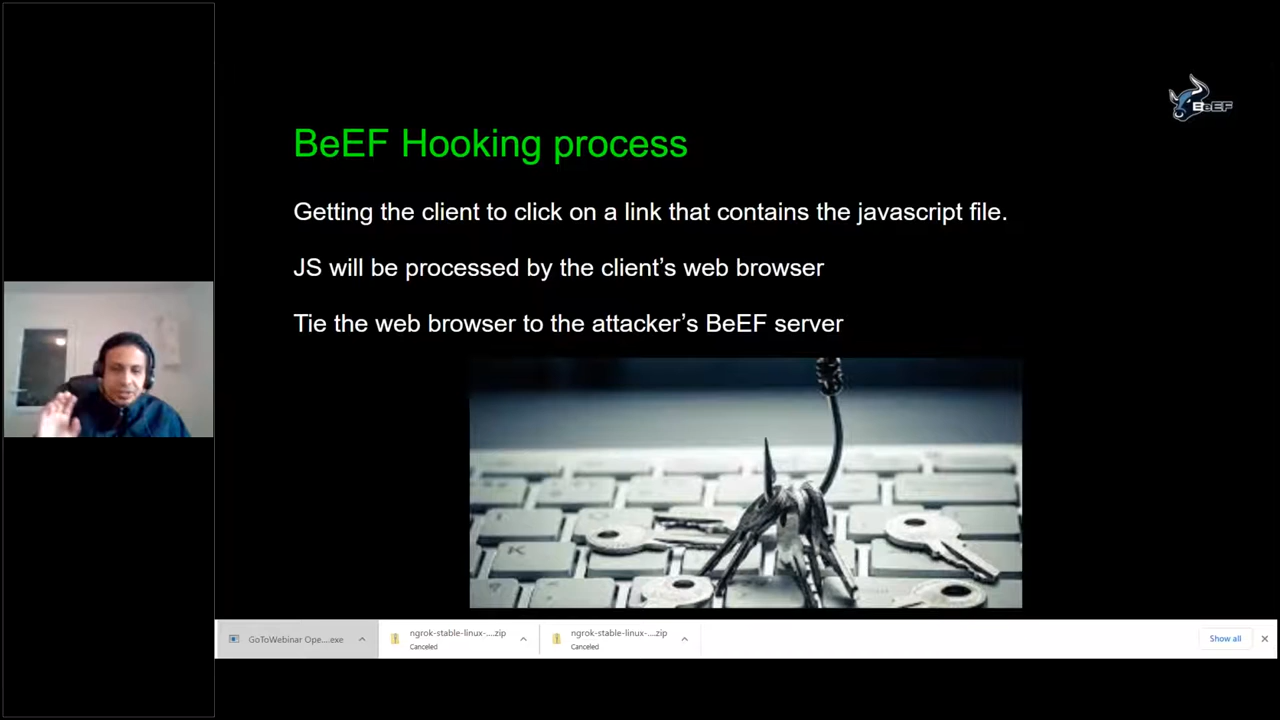 BeEF
BeEF Hooking process
Getting the client to click on a link that contains the javascript file.
JS will be processed by the client’s web browser
Tie the web browser to the attacker’s BeEF server
K
GoToWebinar Ope....exe
ngrok-stable-linux-....zip
Canceled
ngrok-stable-linux-....zip
Canceled
Show all